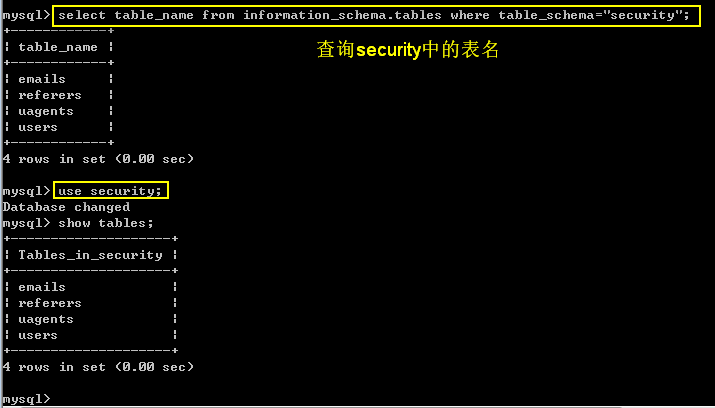 mysql> select table_name from information_schema.tables where table_schema="security";
+------------+
| table_name |
+------------+
| emails     |
| referers   |
| uagents    |
| users      |
+------------+
4 rows in set (0.00 sec)
查询security中的表名
mysql> use security;
Database changed
mysql> show tables;
+--------------------+
| Tables_in_security |
+--------------------+
| emails             |
| referers           |
| uagents            |
| users              |
+--------------------+
4 rows in set (0.00 sec)
mysql>